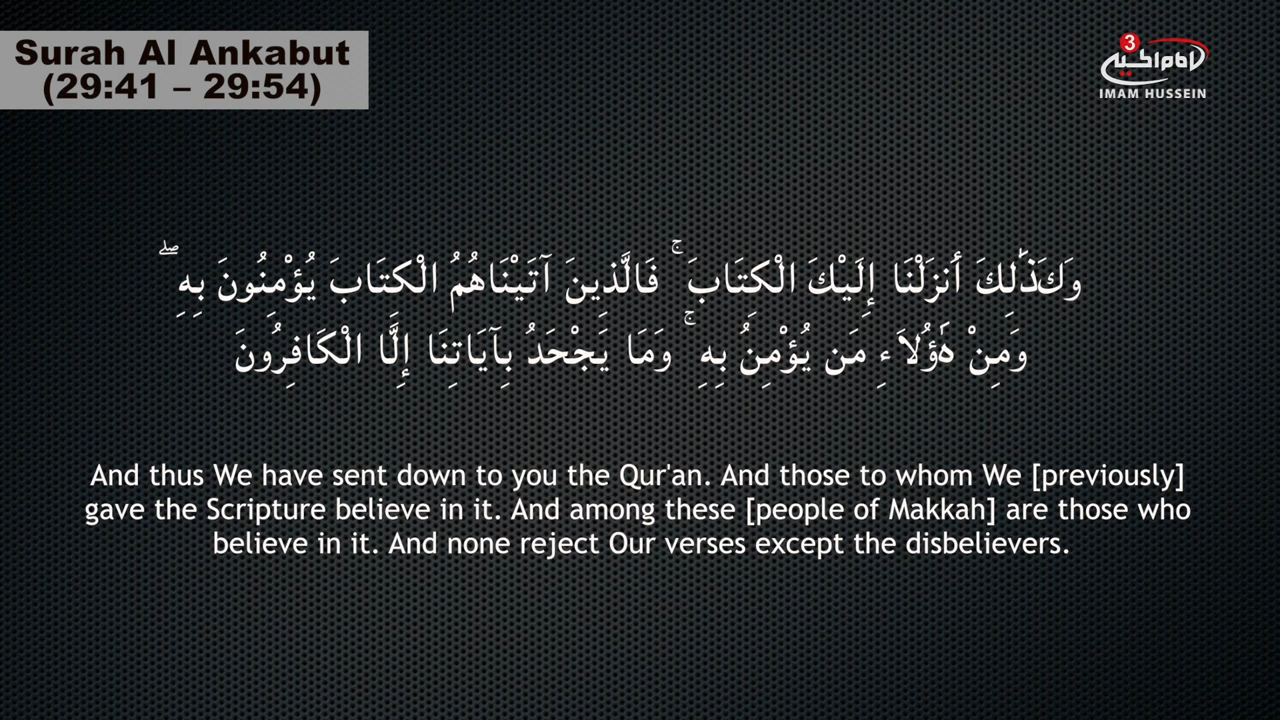 Surah Al Ankabut
(29:41 – 29:54)
3
IMAM HUSSEIN
وَكَذَٰلِكَ أَنزَلْنَا إِلَيْكَ الْكِتَابَ ۚ فَالَّذِينَ آتَيْنَاهُمُ الْكِتَابَ يُؤْمِنُونَ بِهِ ۖ
وَمِنْ هَٰؤُلَاءِ مَن يُؤْمِنُ بِهِ ۚ وَمَا يَجْحَدُ بِآيَاتِنَا إِلَّا الْكَافِرُونَ
And thus We have sent down to you the Qur'an. And those to whom We [previously]
gave the Scripture believe in it. And among these [people of Makkah] are those who
believe in it. And none reject Our verses except the disbelievers.